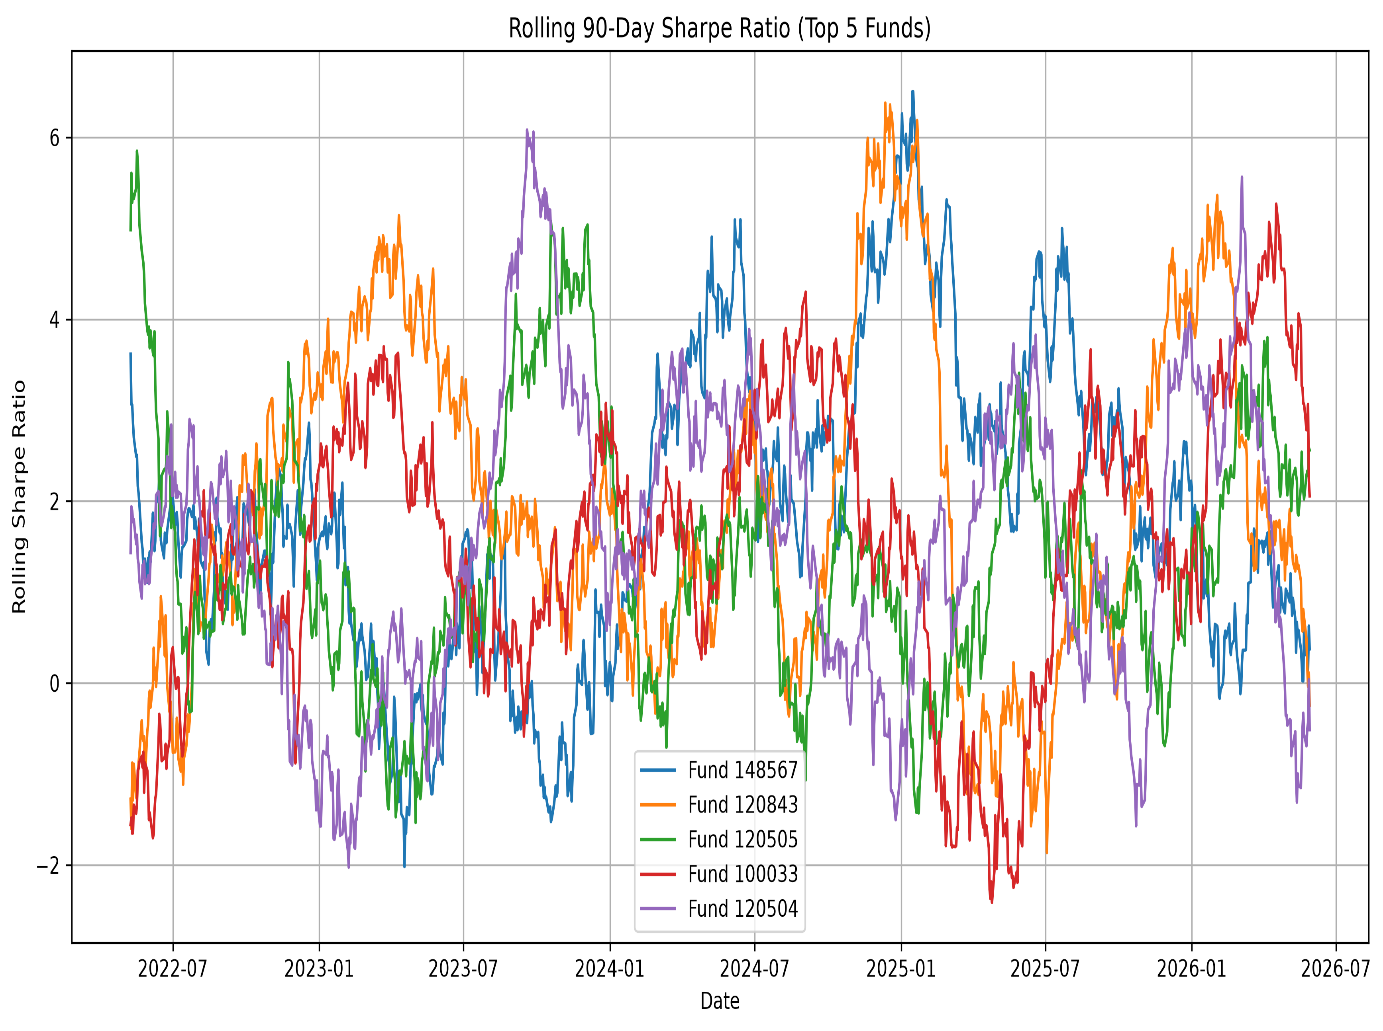 Rolling 90-Day Sharpe Ratio (Top 5 Funds)
Rolling Sharpe Ratio
6
4
2
0
−2
Fund 148567
Fund 120843
Fund 120505
Fund 100033
Fund 120504
2022-07 2023-01 2023-07 2024-01 2024-07 2025-01 2025-07 2026-01 2026-07
Date